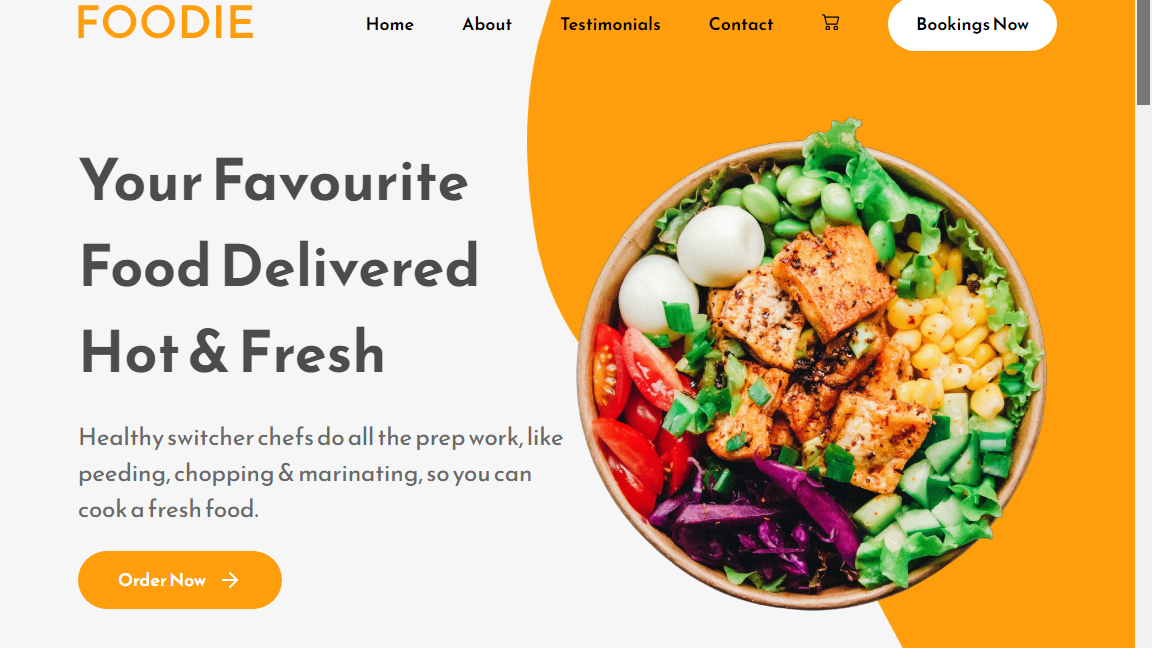 FOODIE
Home About Testimonials Contact Bookings Now
Your Favourite
Food Delivered
Hot & Fresh
Healthy switcher chefs do all the prep work, like
peeding, chopping & marinating, so you can
cook a fresh food.
Order Now